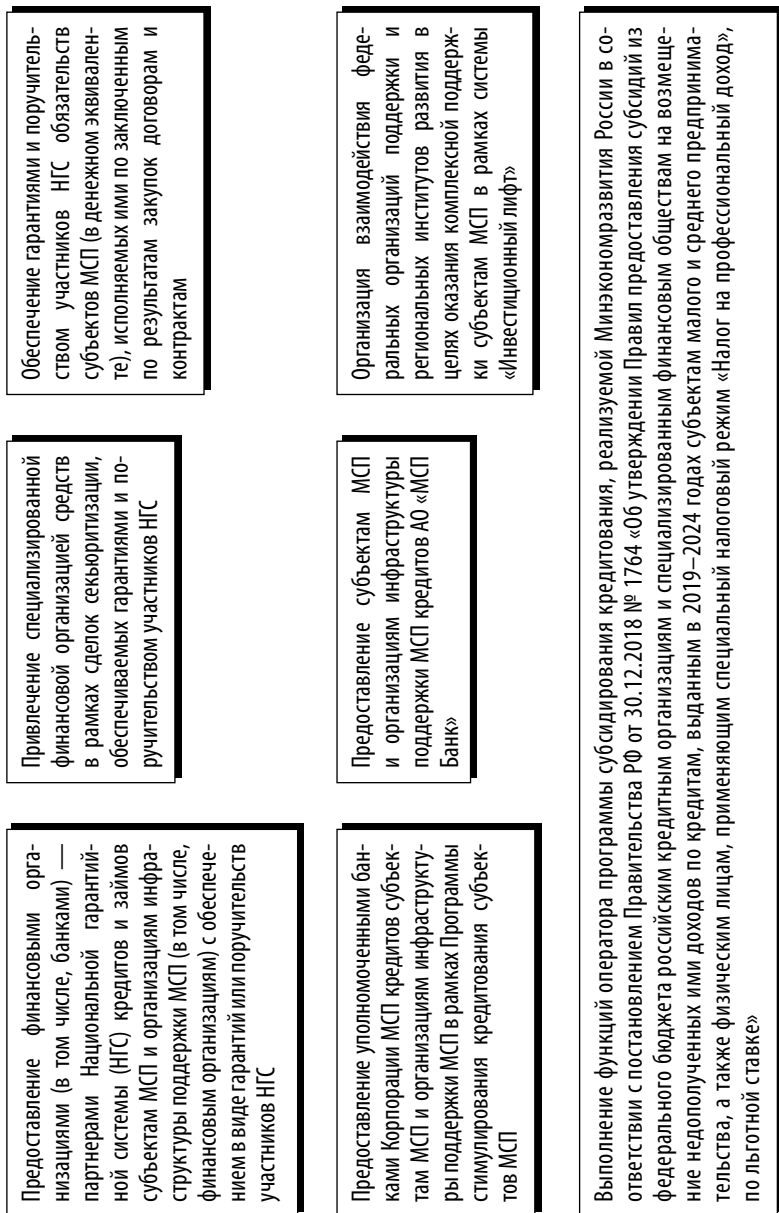 Предоставление финансовыми орга-
низациями (в том числе, банками) —
партнерами Национальной гарантий-
ной системы (НГС) кредитов и займов
субъектам МСП и организациям инфра-
структуры поддержки МСП (в том числе,
финансовым организациям) с обеспече-
нием в виде гарантий или поручительств
участников НГС
Привлечение специализированной
финансовой организацией средств
в рамках сделок секьюритизации,
обеспечиваемых гарантиями и по-
ручительством участников НГС
Обеспечение гарантиями и поручитель-
ством участников НГС обязательств
субъектов МСП (в денежном эквивален-
те), исполняемых ими по заключенным
по результатам закупок договорам и
контрактам
Предоставление уполномоченными бан-
ками Корпорации МСП кредитов субъек-
там МСП и организациям инфраструкту-
ры поддержки МСП в рамках Программы
стимулирования кредитования субъек-
тов МСП
Предоставление субъектам МСП
и организациям инфраструктуры
поддержки МСП кредитов АО «МСП
Банк»
Организация взаимодействия феде-
ральных организаций поддержки и
региональных институтов развития в
целях оказания комплексной поддерж-
ки субъектам МСП в рамках системы
«Инвестиционный лифт»
Выполнение функций оператора программы субсидирования кредитования, реализуемой Минэкономразвития России в со-
ответствии с постановлением Правительства РФ от 30.12.2018 № 1764 «Об утверждении Правил предоставления субсидий из
федерального бюджета российским кредитным организациям и специализированным финансовым обществам на возмеще-
ние недополученных ими доходов по кредитам, выданным в 2019–2024 годах субъектам малого и среднего предпринима-
тельства, а также физическим лицам, применяющим специальный налоговый режим «Налог на профессиональный доход»,
по льготной ставке»